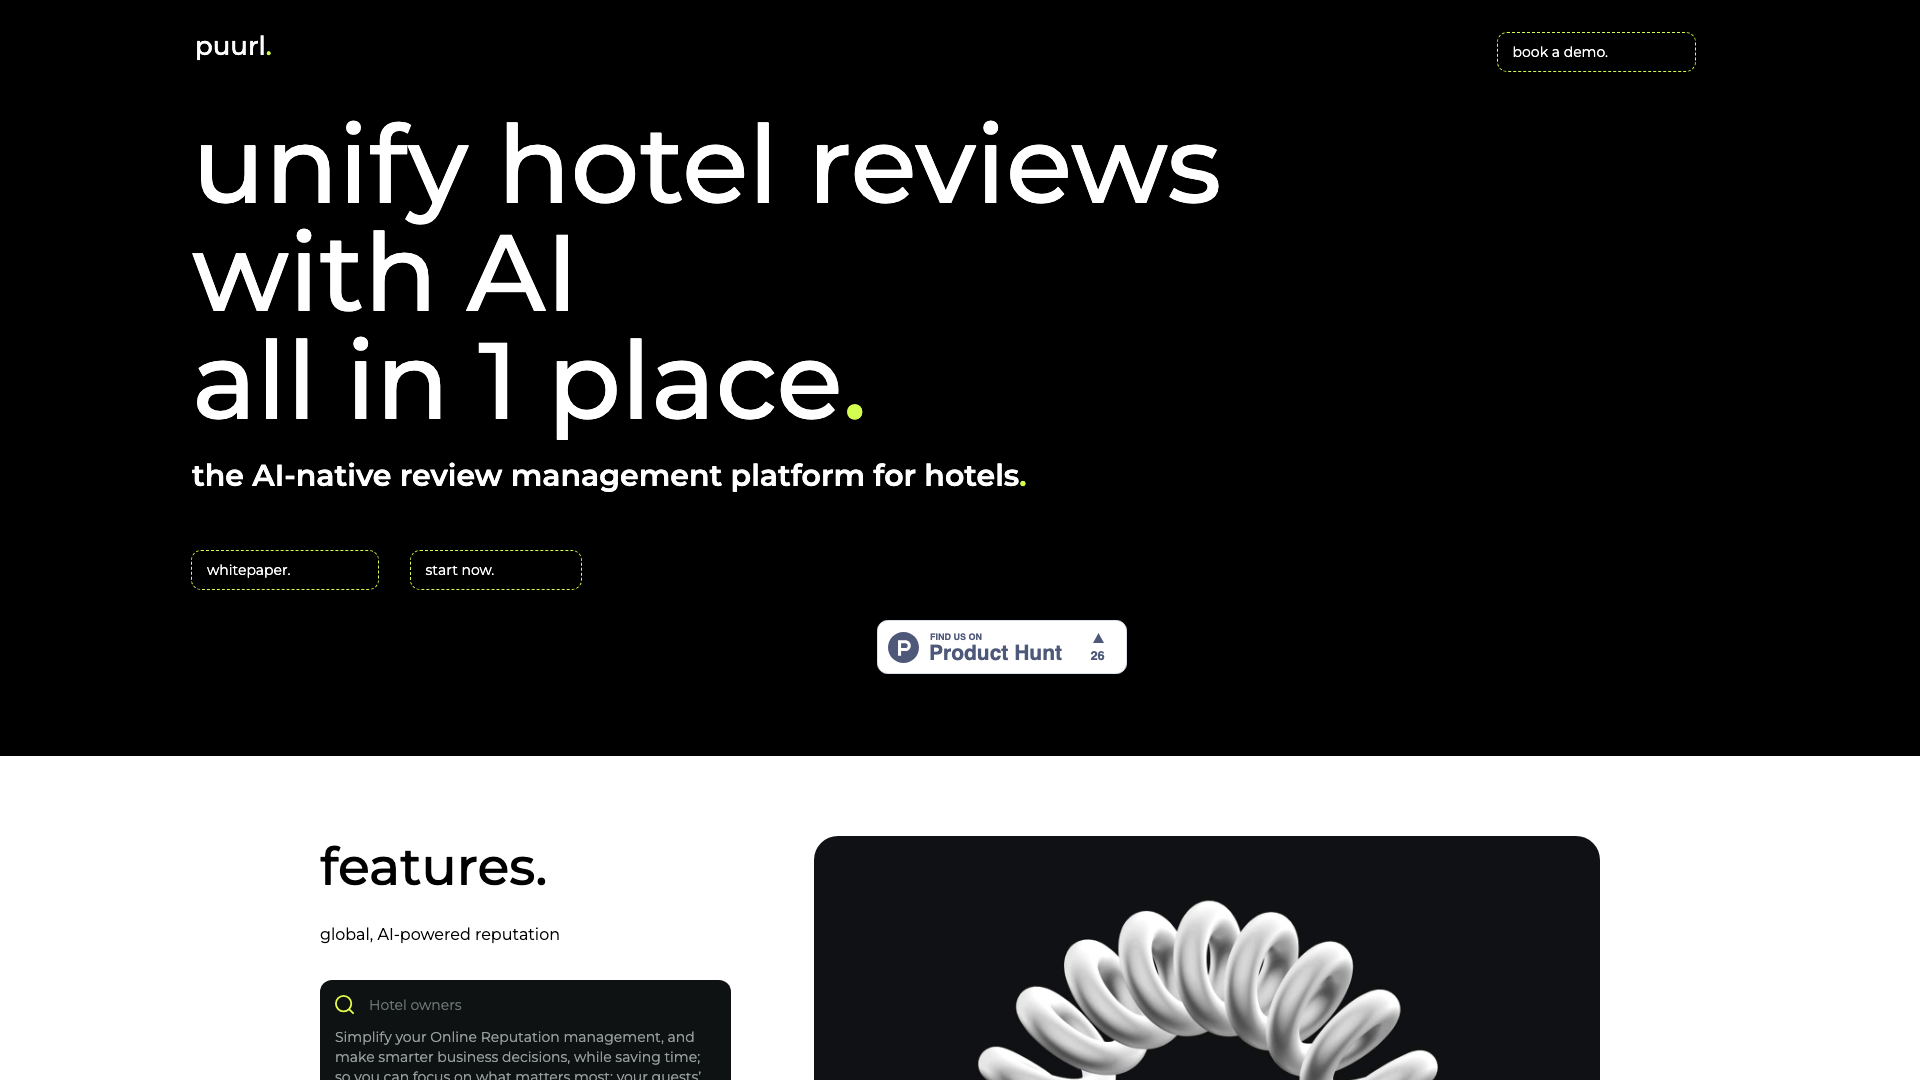 puurl.
book a demo.
unify hotel reviews
with AI
all in 1 place.
the AI-native review management platform for hotels.
whitepaper.
start now.
FIND US ON
Product Hunt
26
features.
global, AI-powered reputation
Hotel owners
Simplify your Online Reputation management, and
make smarter business decisions, while saving time;
so you can focus on what matters most: your guests'